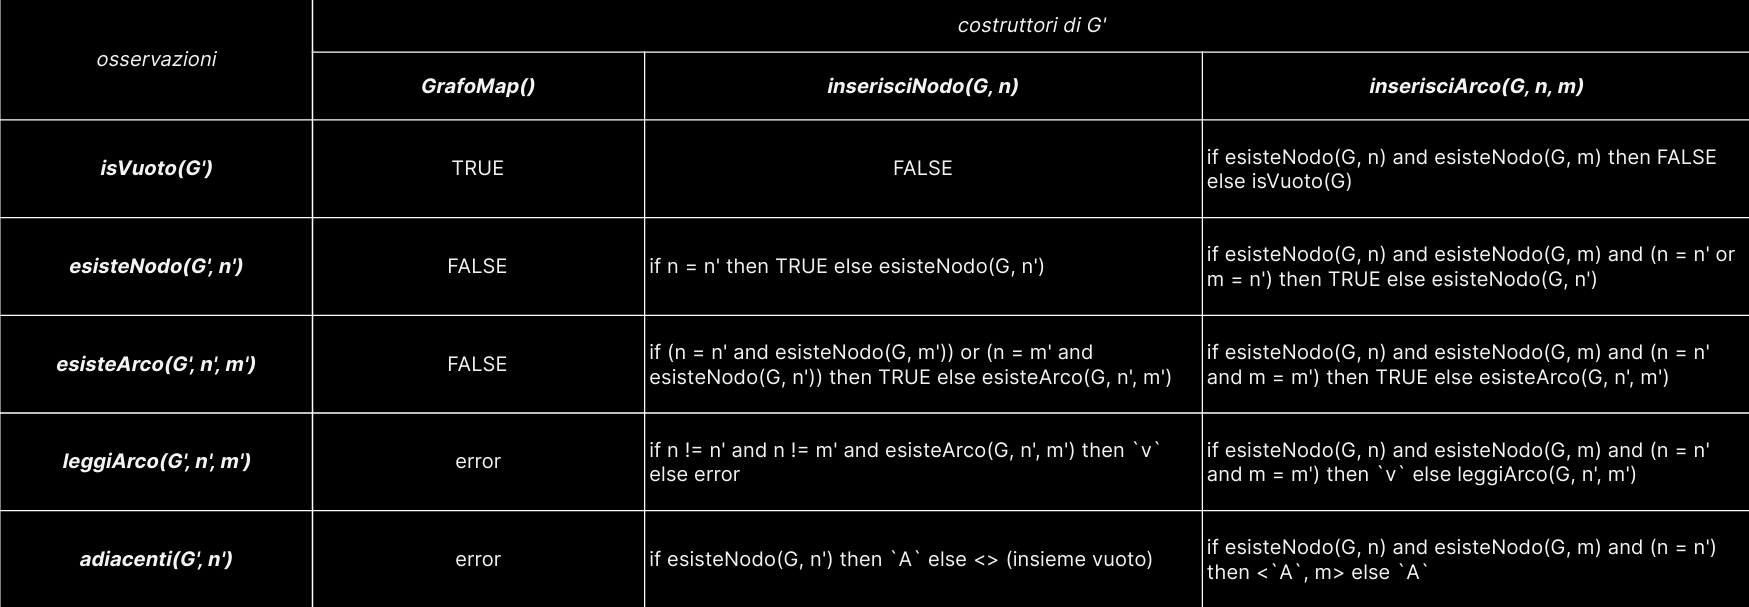 osservazioni
costruttori di G'
GrafoMap()
inserisciNodo(G, n)
inserisciArco(G, n, m)
isVuoto(G')
TRUE
FALSE
if esisteNodo(G, n) and esisteNodo(G, m) then FALSE
else isVuoto(G)
esisteNodo(G', n')
FALSE
if n = n' then TRUE else esisteNodo(G, n')
if esisteNodo(G, n) and esisteNodo(G, m) and (n = n' or
m = n') then TRUE else esisteNodo(G, n')
esisteArco(G', n', m')
FALSE
if (n = n' and esisteNodo(G, m')) or (n = m' and
esisteNodo(G, n')) then TRUE else esisteArco(G, n', m')
if esisteNodo(G, n) and esisteNodo(G, m) and (n = n'
and m = m') then TRUE else esisteArco(G, n', m')
leggiArco(G', n', m')
error
if n != n' and n != m' and esisteArco(G, n', m') then `v`
else error
if esisteNodo(G, n) and esisteNodo(G, m) and (n = n'
and m = m') then `v` else leggiArco(G, n', m')
adiacenti(G', n')
error
if esisteNodo(G, n') then `A` else <> (insieme vuoto)
if esisteNodo(G, n) and esisteNodo(G, m) and (n = n')
then <`A`, m> else `A`